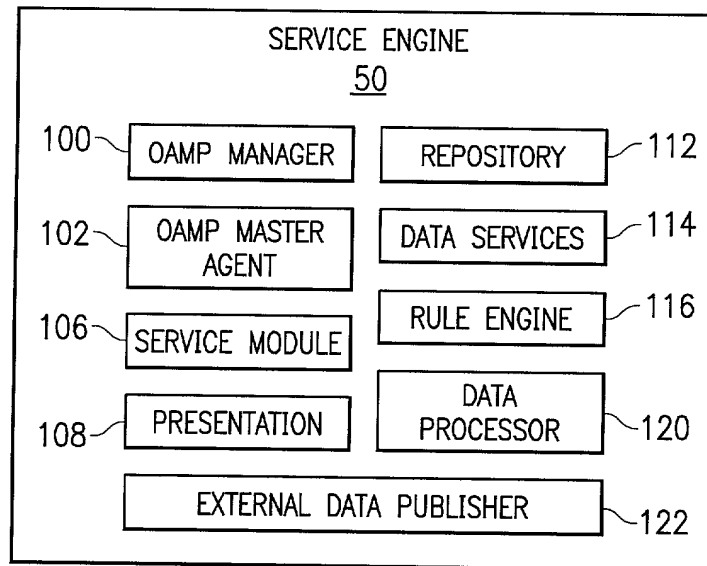 SERVICE ENGINE
50
100 OAMP MANAGER
REPOSITORY 112
102 OAMP MASTER
AGENT
DATA SERVICES 114
106 SERVICE MODULE
RULE ENGINE 116
108 PRESENTATION
DATA
PROCESSOR 120
EXTERNAL DATA PUBLISHER 122